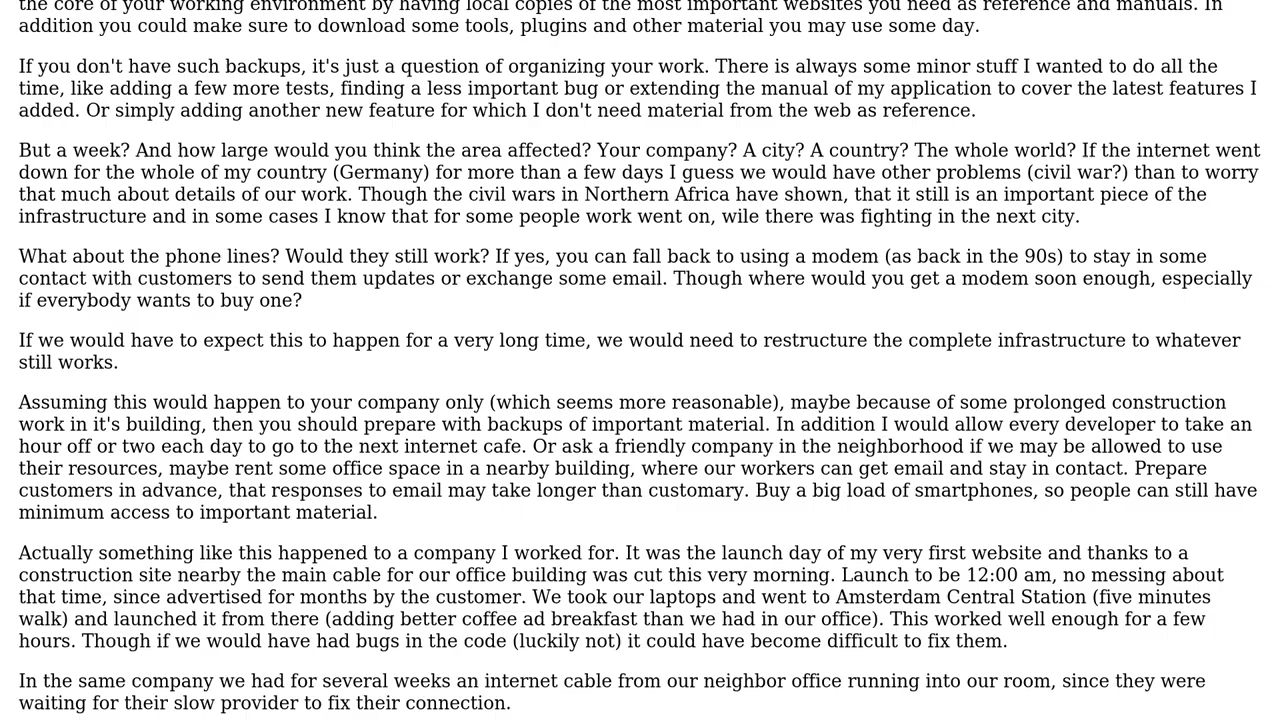 the core of your working environment by having local copies of the most important websites you need as reference and manuals. In
addition you could make sure to download some tools, plugins and other material you may use some day.
If you don't have such backups, it's just a question of organizing your work. There is always some minor stuff I wanted to do all the
time, like adding a few more tests, finding a less important bug or extending the manual of my application to cover the latest features I
added. Or simply adding another new feature for which I don't need material from the web as reference.
But a week? And how large would you think the area affected? Your company? A city? A country? The whole world? If the internet went
down for the whole of my country (Germany) for more than a few days I guess we would have other problems (civil war?) than to worry
that much about details of our work. Though the civil wars in Northern Africa have shown, that it still is an important piece of the
infrastructure and in some cases I know that for some people work went on, wile there was fighting in the next city.
What about the phone lines? Would they still work? If yes, you can fall back to using a modem (as back in the 90s) to stay in some
contact with customers to send them updates or exchange some email. Though where would you get a modem soon enough, especially
if everybody wants to buy one?
If we would have to expect this to happen for a very long time, we would need to restructure the complete infrastructure to whatever
still works.
Assuming this would happen to your company only (which seems more reasonable), maybe because of some prolonged construction
work in it's building, then you should prepare with backups of important material. In addition I would allow every developer to take an
hour off or two each day to go to the next internet cafe. Or ask a friendly company in the neighborhood if we may be allowed to use
their resources, maybe rent some office space in a nearby building, where our workers can get email and stay in contact. Prepare
customers in advance, that responses to email may take longer than customary. Buy a big load of smartphones, so people can still have
minimum access to important material.
Actually something like this happened to a company I worked for. It was the launch day of my very first website and thanks to a
construction site nearby the main cable for our office building was cut this very morning. Launch to be 12:00 am, no messing about
that time, since advertised for months by the customer. We took our laptops and went to Amsterdam Central Station (five minutes
walk) and launched it from there (adding better coffee ad breakfast than we had in our office). This worked well enough for a few
hours. Though if we would have had bugs in the code (luckily not) it could have become difficult to fix them.
In the same company we had for several weeks an internet cable from our neighbor office running into our room, since they were
waiting for their slow provider to fix their connection.